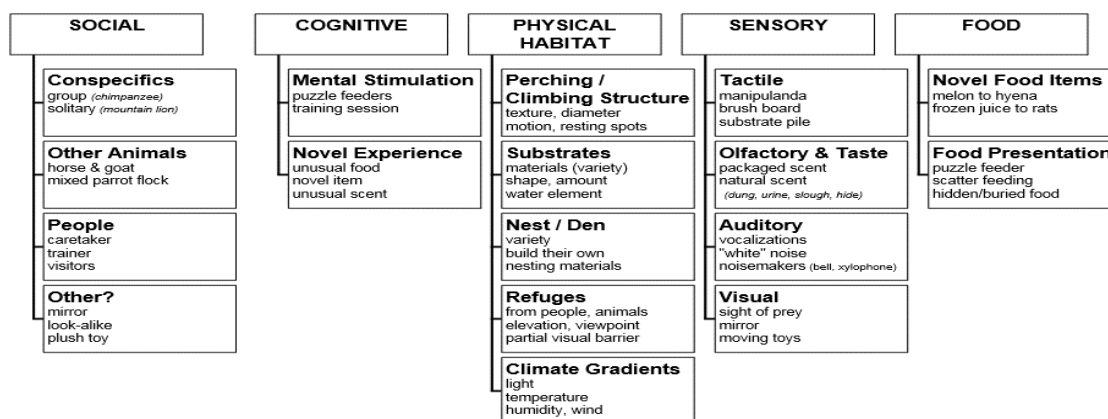 SOCIAL
Conspecifics
group (chimpanzee)
solitary (mountain lion)
Other Animals
horse & goat
mixed parrot flock
People
caretaker
trainer
visitors
Other?
mirror
look-alike
plush toy
COGNITIVE
Mental Stimulation
puzzle feeders
training session
Novel Experience
unusual food
novel item
unusual scent
PHYSICAL
HABITAT
Perching /
Climbing Structure
texture, diameter
motion, resting spots
Substrates
materials (variety)
shape, amount
water element
Nest / Den
variety
build their own
nesting materials
Refuges
from people, animals
elevation, viewpoint
partial visual barrier
Climate Gradients
light
temperature
humidity, wind
SENSORY
Tactile
manipulanda
brush board
substrate pile
Olfactory & Taste
packaged scent
natural scent
(dung, urine, slough, hide)
Auditory
vocalizations
"white" noise
noisemakers (bell, xylophone)
Visual
sight of prey
mirror
moving toys
FOOD
Novel Food Items
melon to hyena
frozen juice to rats
Food Presentation
puzzle feeder
scatter feeding
hidden/buried food